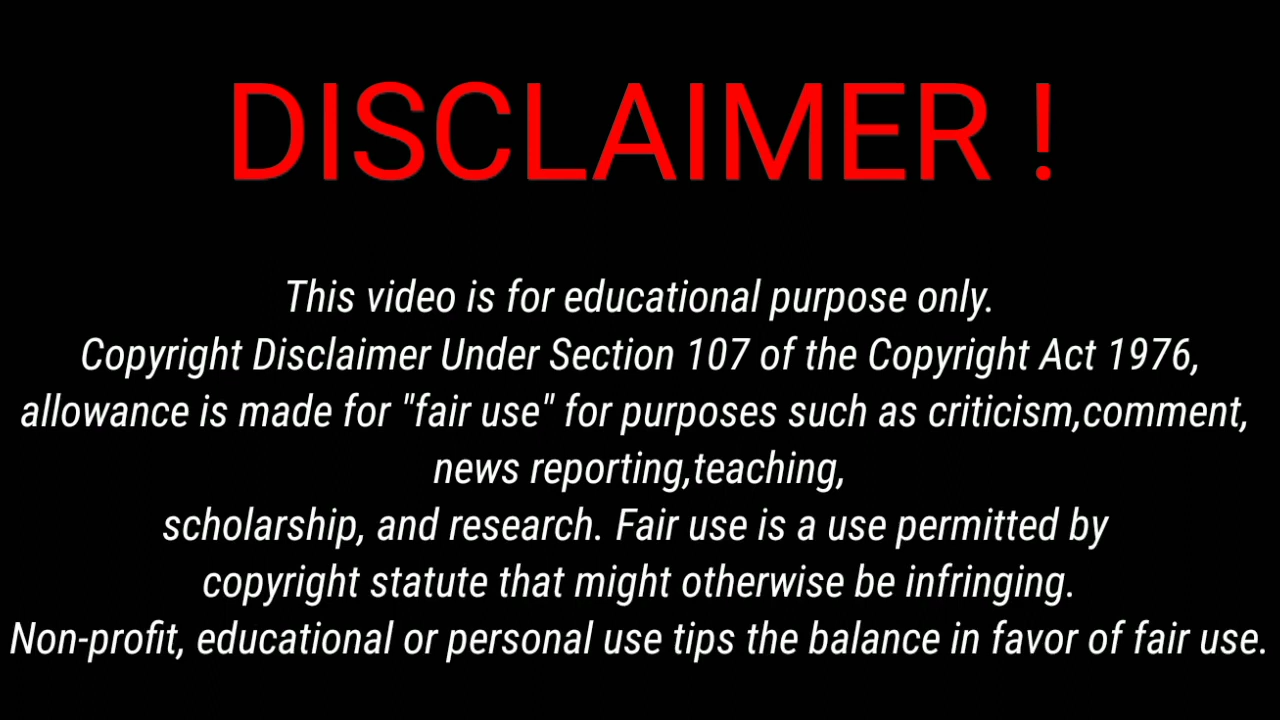 DISCLAIMER !
This video is for educational purpose only.
Copyright Disclaimer Under Section 107 of the Copyright Act 1976,
allowance is made for "fair use" for purposes such as criticism,comment,
news reporting,teaching,
scholarship, and research. Fair use is a use permitted by
copyright statute that might otherwise be infringing.
Non-profit, educational or personal use tips the balance in favor of fair use.